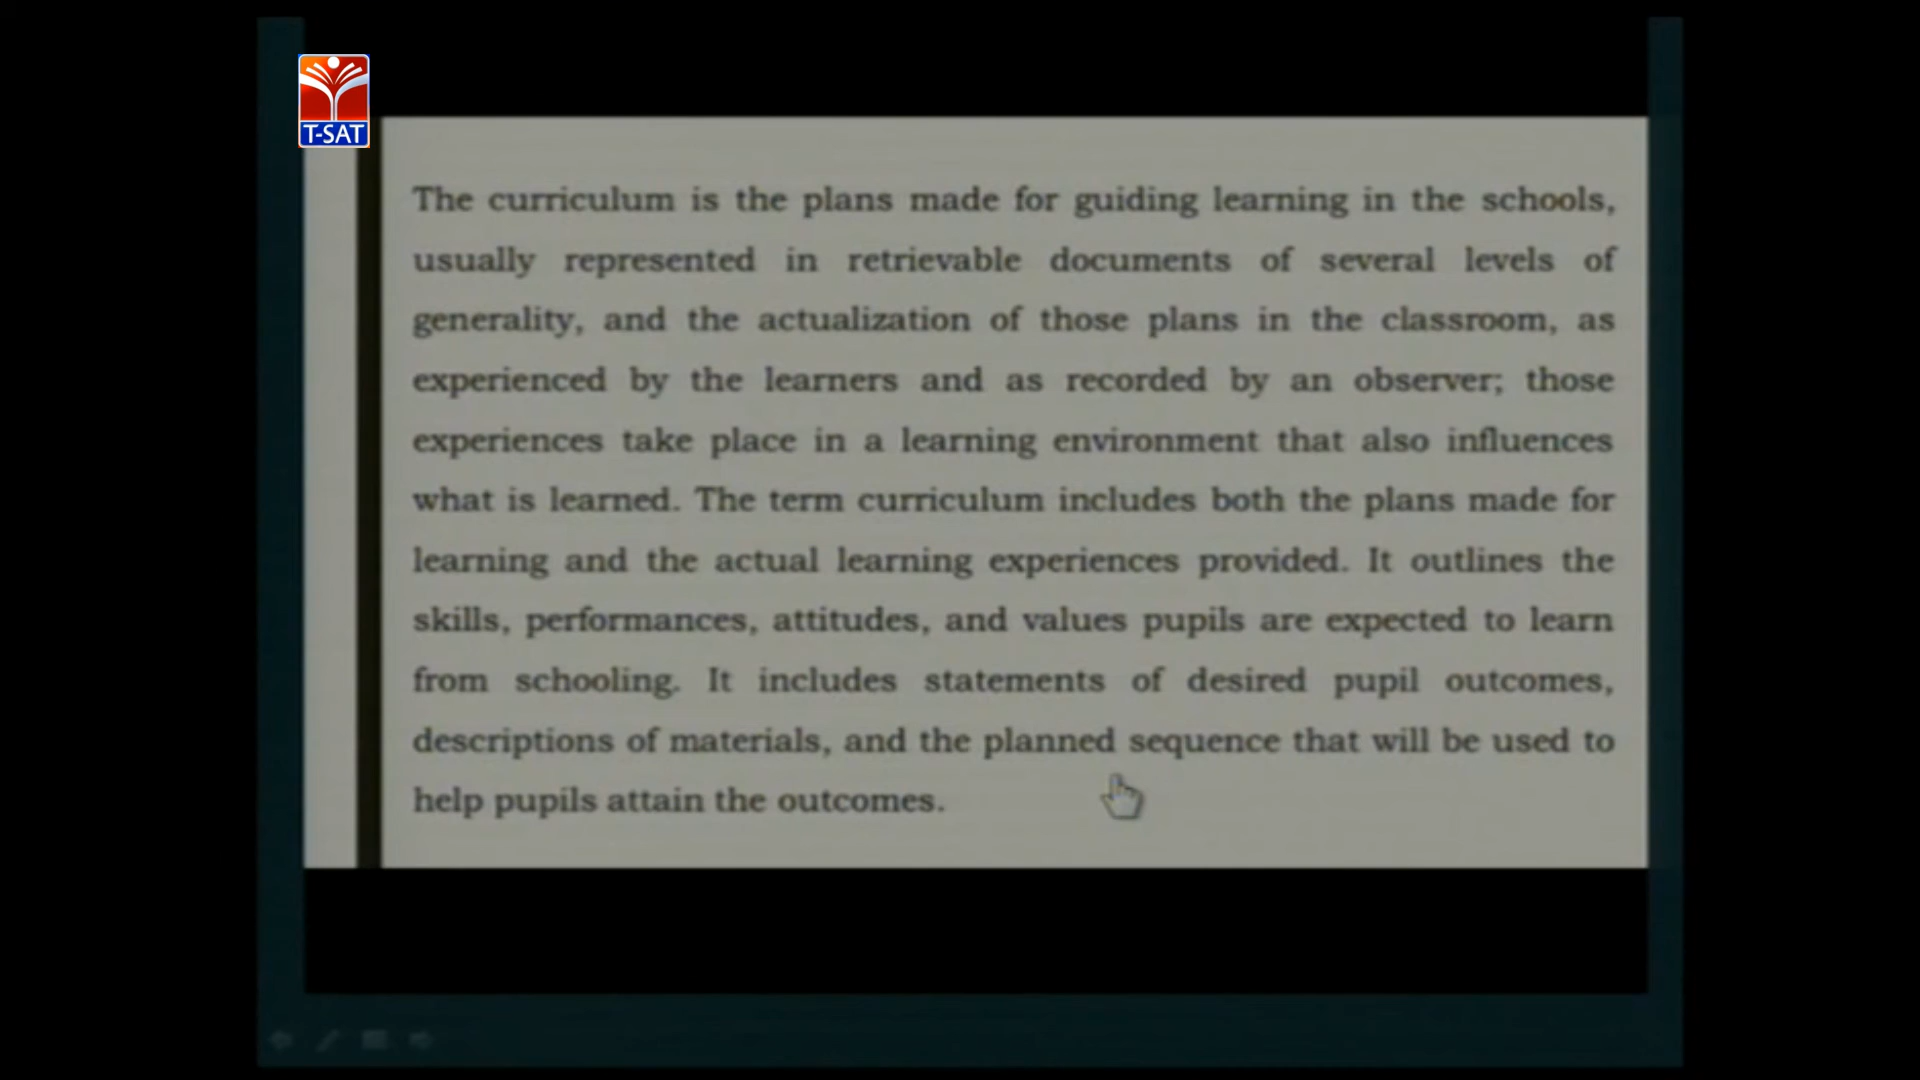 T-SAT
The curriculum is the plans made for guiding learning in the schools,
usually represented in retrievable documents of several levels of
generality, and the actualization of those plans in the classroom, as
experienced by the learners and as recorded by an observer; those
experiences take place in a learning environment that also influences
what is learned. The term curriculum includes both the plans made for
learning and the actual learning experiences provided. It outlines the
skills, performances, attitudes, and values pupils are expected to learn
from schooling. It includes statements of desired pupil outcomes,
descriptions of materials, and the planned sequence that will be used to
help pupils attain the outcomes.